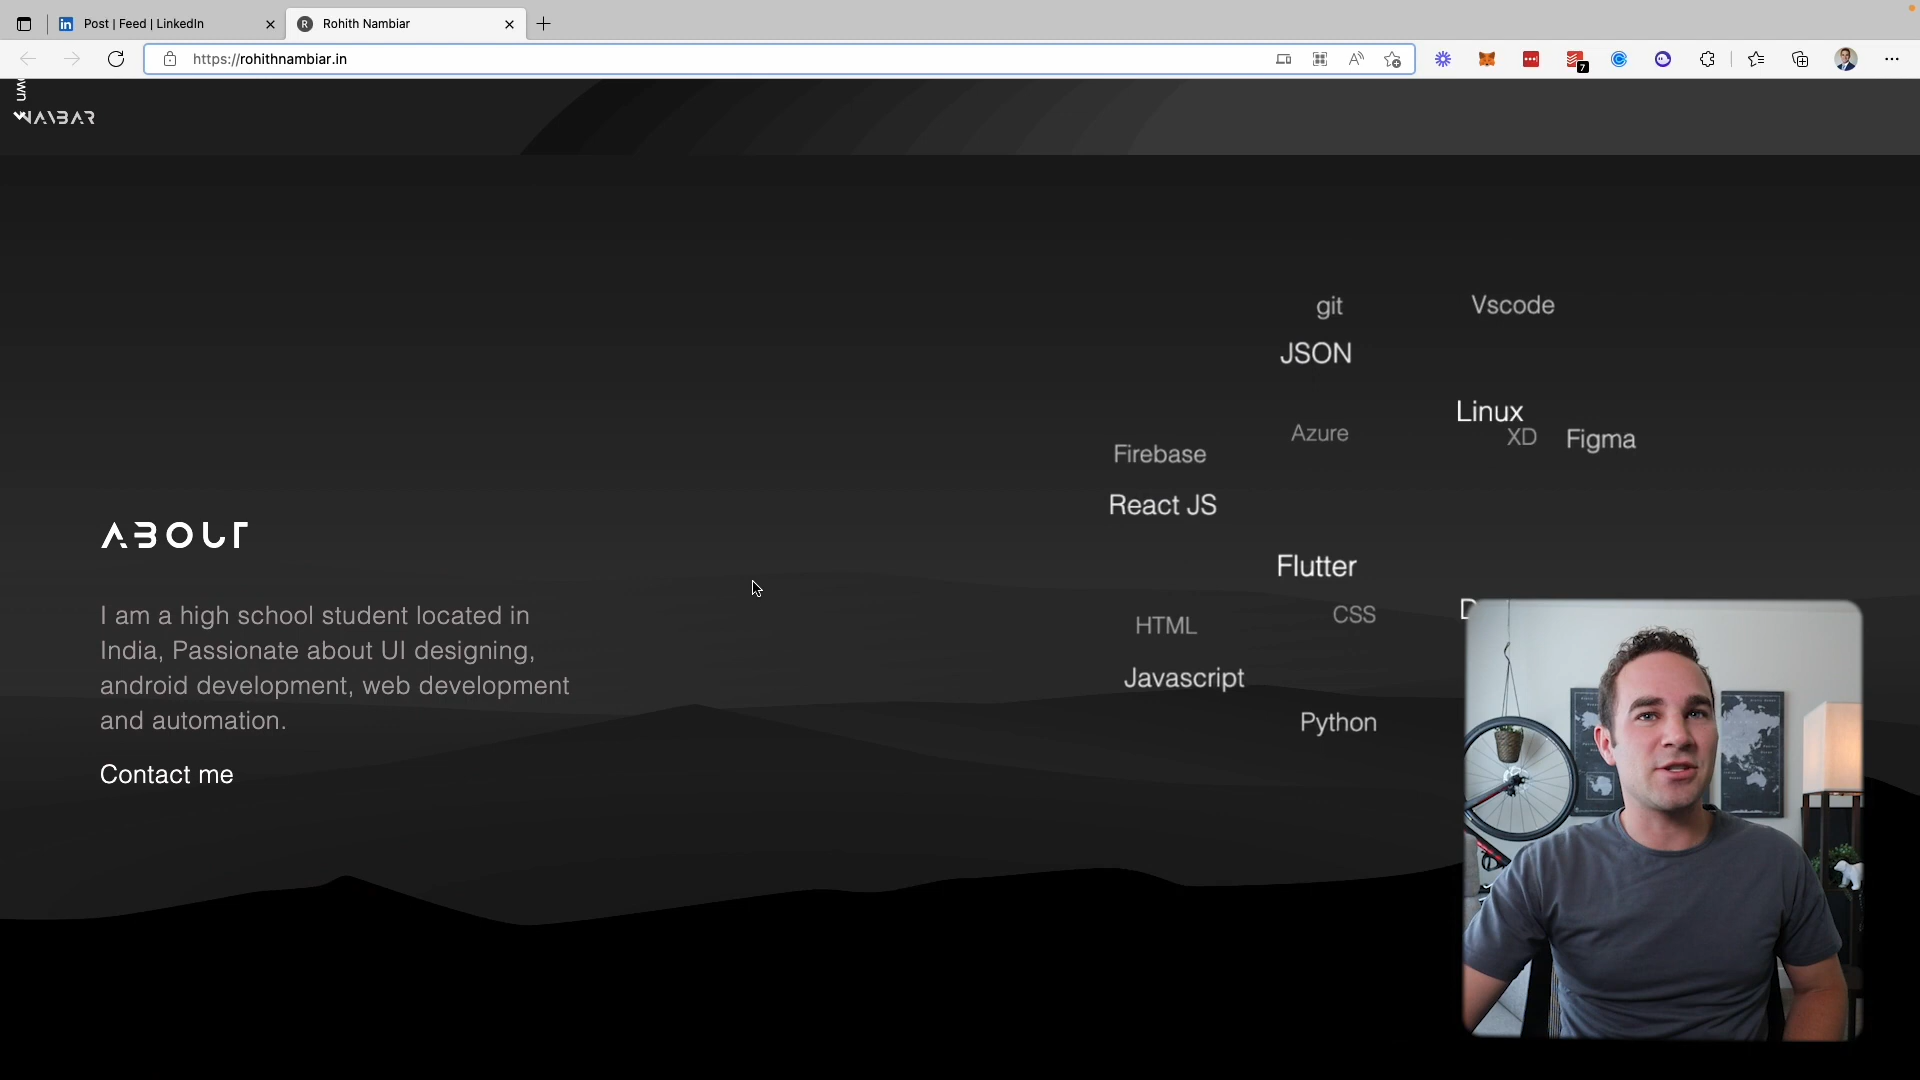 Post | Feed | LinkedIn
R
Rohith Nambiar
https://rohithnambiar.in
7
ABOUT
I am a high school student located in
India, Passionate about UI designing,
android development, web development
and automation.
Contact me
git
Vscode
JSON
Linux
Azure
XD
Figma
Firebase
React JS
Flutter
CSS
HTML
Javascript
Python